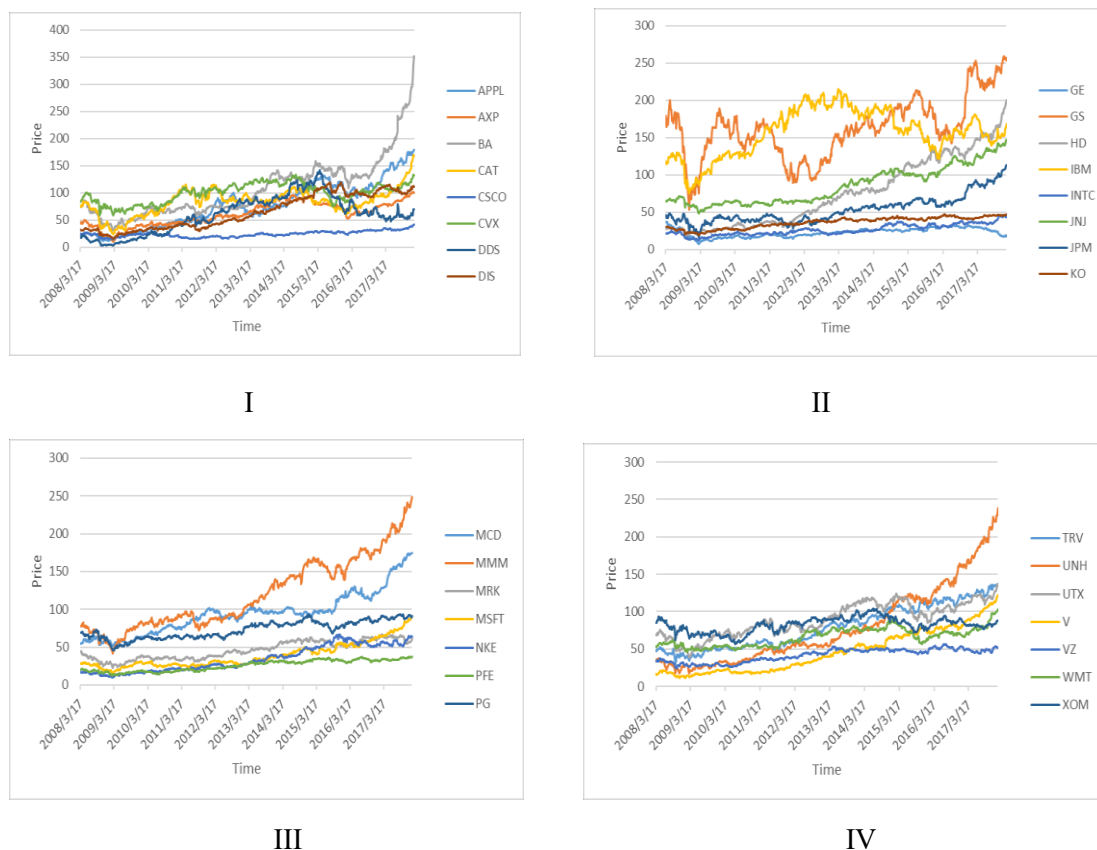 400
350
300
250
200
150
100
50
0
Price
2008/3/17
2009/3/17
2010/3/17
2011/3/17
2012/3/17
2013/3/17
2014/3/17
2015/3/17
2016/3/17
2017/3/17
Time
APPL
AXP
BA
CAT
CSCO
CVX
DDS
DIS
I
300
250
200
150
100
50
0
Price
2008/3/17
2009/3/17
2010/3/17
2011/3/17
2012/3/17
2013/3/17
2014/3/17
2015/3/17
2016/3/17
2017/3/17
Time
GE
GS
HD
IBM
INTC
JNJ
JPM
KO
II
300
250
200
150
100
50
0
Price
2008/3/17
2009/3/17
2010/3/17
2011/3/17
2012/3/17
2013/3/17
2014/3/17
2015/3/17
2016/3/17
2017/3/17
Time
MCD
MMM
MRK
MSFT
NKE
PFE
PG
III
300
250
200
150
100
50
0
Price
2008/3/17
2009/3/17
2010/3/17
2011/3/17
2012/3/17
2013/3/17
2014/3/17
2015/3/17
2016/3/17
2017/3/17
Time
TRV
UNH
UTX
V
VZ
WMT
XOM
IV